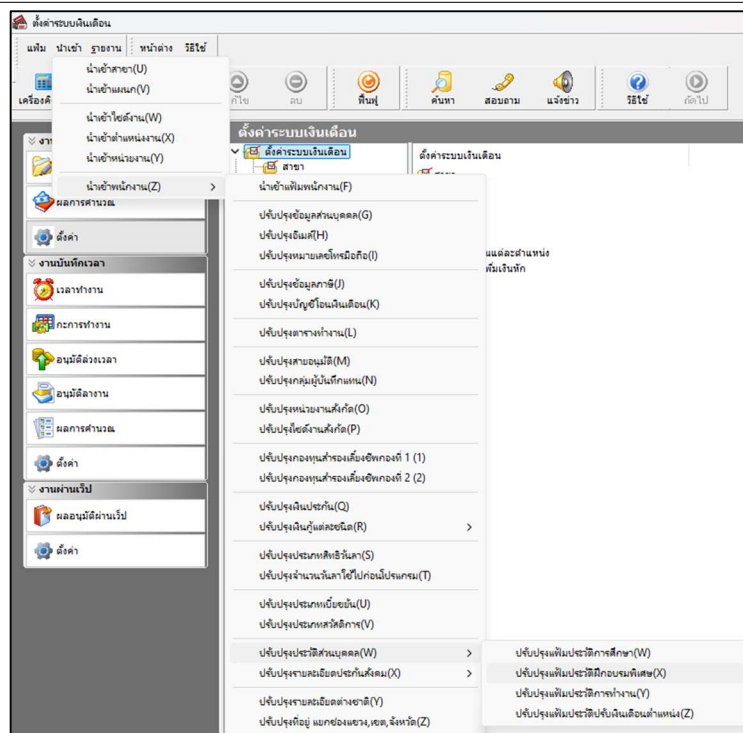 ตั้งค่าระบบเงินเดือน
แฟ้ม นำเข้า รายงาน หน้าต่าง วิธีใช้
นำเข้าสาขา(U)
นำเข้าแผนก(V)
นำเข้าไซต์งาน(W)
นำเข้าตำแหน่งงาน(X)
นำเข้าหน่วยงาน(Y)
นำเข้าพนักงาน(Z)
ลบ ฟื้นฟู ค้นหา สอบถาม แจ้งข่าว วิธีใช้ ถัดไป
ตั้งค่าระบบเงินเดือน
ตั้งค่าระบบเงินเดือน
สาขา
ตั้งค่าระบบเงินเดือน
ผลการคำนวณ
ตั้งค่า
งานบันทึกเวลา
เวลาทำงาน
กะการทำงาน
อนุมัติล่วงเวลา
อนุมัติลางาน
ผลการคำนวณ
ตั้งค่า
งานผ่านเว็ป
ผลอนุมัติผ่านเว็ป
ตั้งค่า
นำเข้าแฟ้มพนักงาน(F)
ปรับปรุงข้อมูลส่วนบุคคล(G)
ปรับปรุงอีเมล์(H)
ปรับปรุงหมายเลขโทรมือถือ(I)
ปรับปรุงข้อมูลภาษี(J)
ปรับปรุงบัญชีโอนเงินเดือน(K)
ปรับปรุงตารางทำงาน(L)
ปรับปรุงสายอนุมัติ(M)
ปรับปรุงกลุ่มผู้บันทึกแทน(N)
ปรับปรุงหน่วยงานสังกัด(O)
ปรับปรุงไซต์งานสังกัด(P)
ปรับปรุงกองทุนสำรองเลี้ยงชีพกองที่ 1 (1)
ปรับปรุงกองทุนสำรองเลี้ยงชีพกองที่ 2 (2)
ปรับปรุงเงินประกัน(Q)
ปรับปรุงเงินกู้แต่ละชนิด(R)
ปรับปรุงประเภทสิทธิวันลา(S)
ปรับปรุงจำนวนวันลาใช้ไปก่อนโปรแกรม(T)
ปรับปรุงประเภทเบี้ยขยัน(U)
ปรับปรุงประเภทสวัสดิการ(V)
ปรับปรุงประวัติส่วนบุคคล(W)
ปรับปรุงรายละเอียดประกันสังคม(X)
ปรับปรุงรายละเอียดต่างชาติ(Y)
ปรับปรุงที่อยู่ แยกช่องแขวง,เขต,จังหวัด(Z)
ปรับปรุงแฟ้มประวัติการศึกษา(W)
ปรับปรุงแฟ้มประวัติฝึกอบรมพิเศษ(X)
ปรับปรุงแฟ้มประวัติการทำงาน(Y)
ปรับปรุงแฟ้มประวัติปรับเงินเดือนตำแหน่ง(Z)